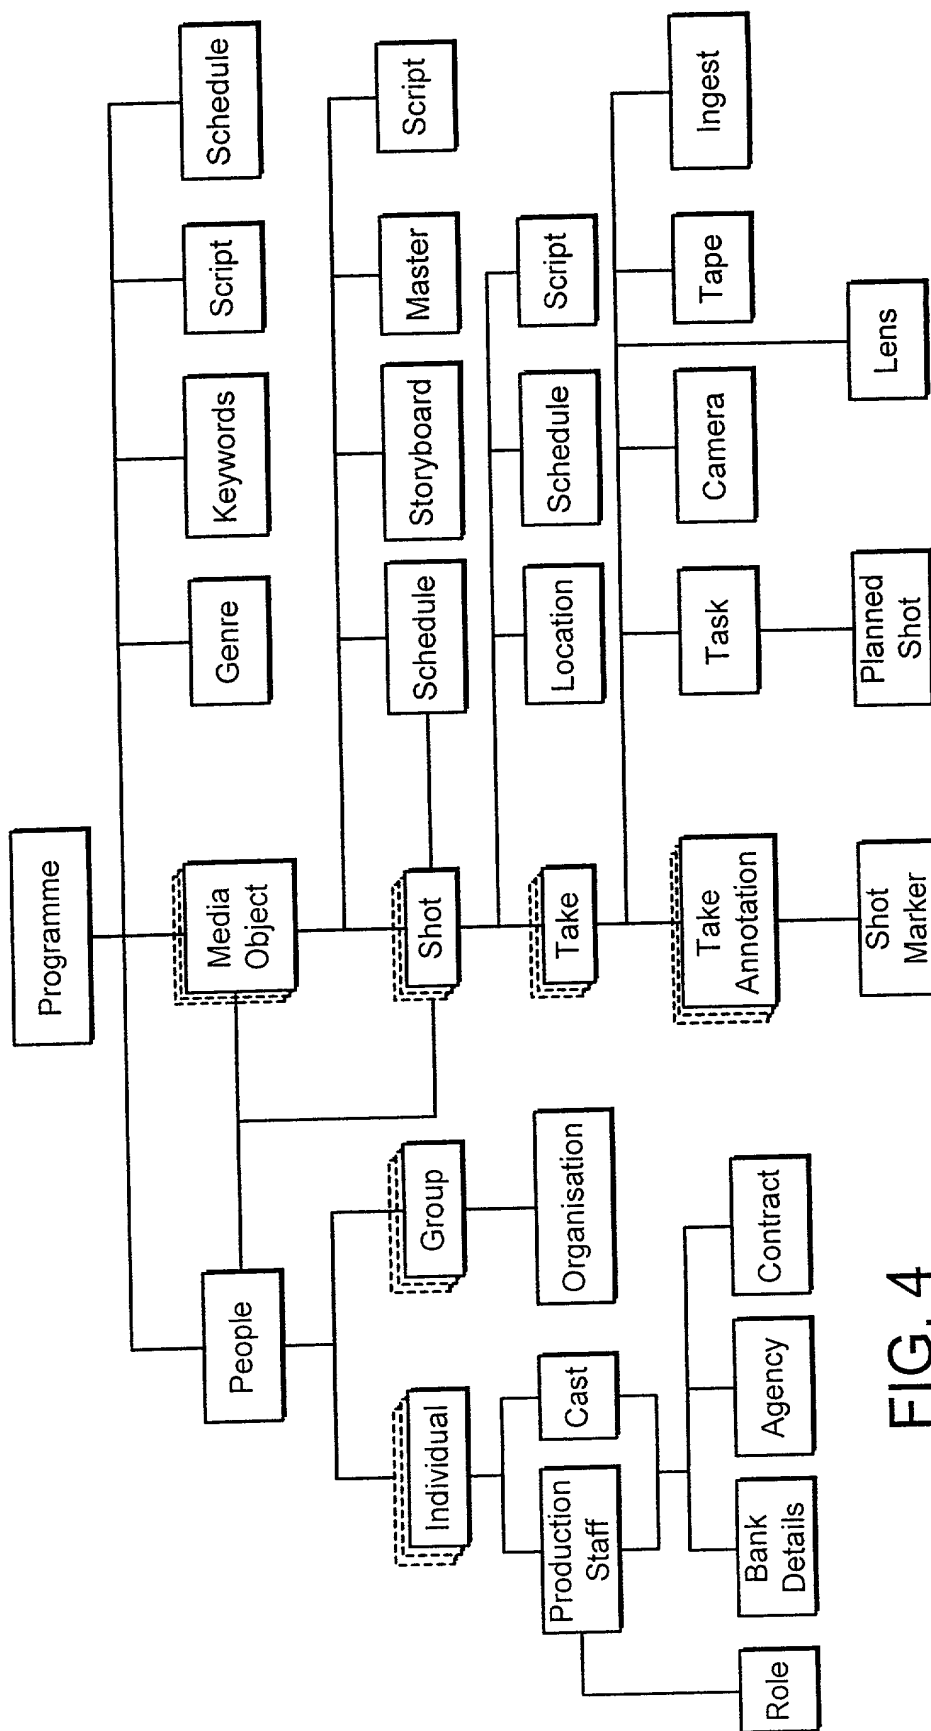 Programme
People
Media
Object
Genre
Keywords
Script
Schedule
Individual
Group
Shot
Schedule
Storyboard
Master
Script
Production
Staff
Cast
Organisation
Take
Location
Schedule
Script
Role
Bank
Details
Agency
Contract
Take
Annotation
Task
Camera
Tape
Ingest
Shot
Marker
Planned
Shot
Lens
FIG. 4